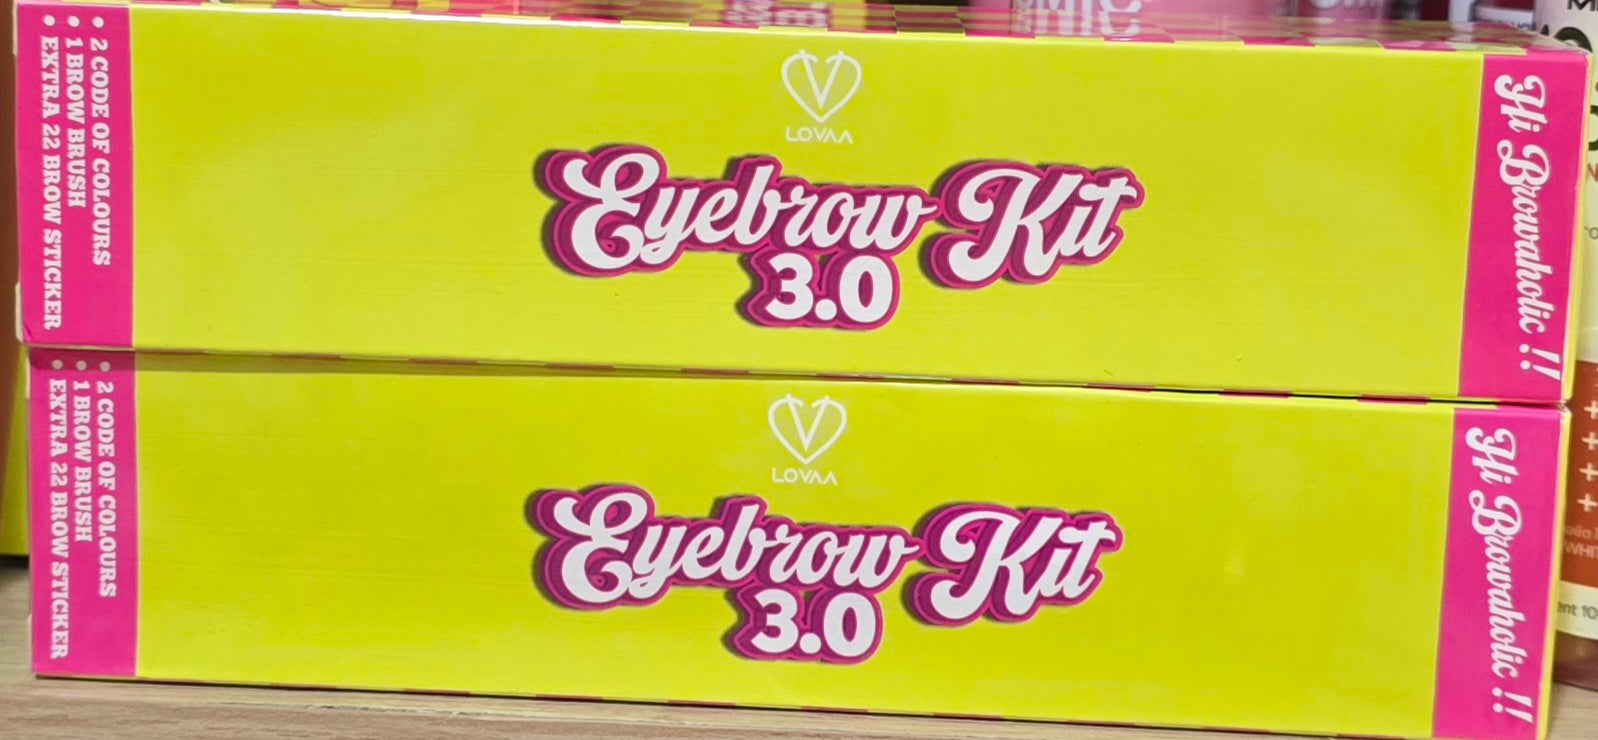 • 2 CODE OF COLOURS
• 1 BROW BRUSH
• EXTRA 22 BROW STICKER
LOVAA
Eyebrow Kit
3.0
Hi Browaholic !!
• 2 CODE OF COLOURS
• 1 BROW BRUSH
• EXTRA 22 BROW STICKER
LOVAA
Eyebrow Kit
3.0
Hi Browaholic !!